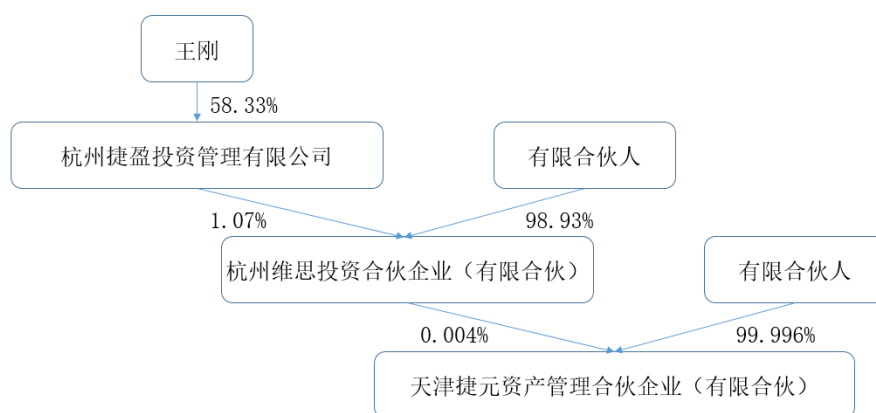 王刚
58.33%
杭州捷盈投资管理有限公司
有限合伙人
1.07%
98.93%
杭州维思投资合伙企业（有限合伙）
有限合伙人
0.004%
99.996%
天津捷元资产管理合伙企业（有限合伙）